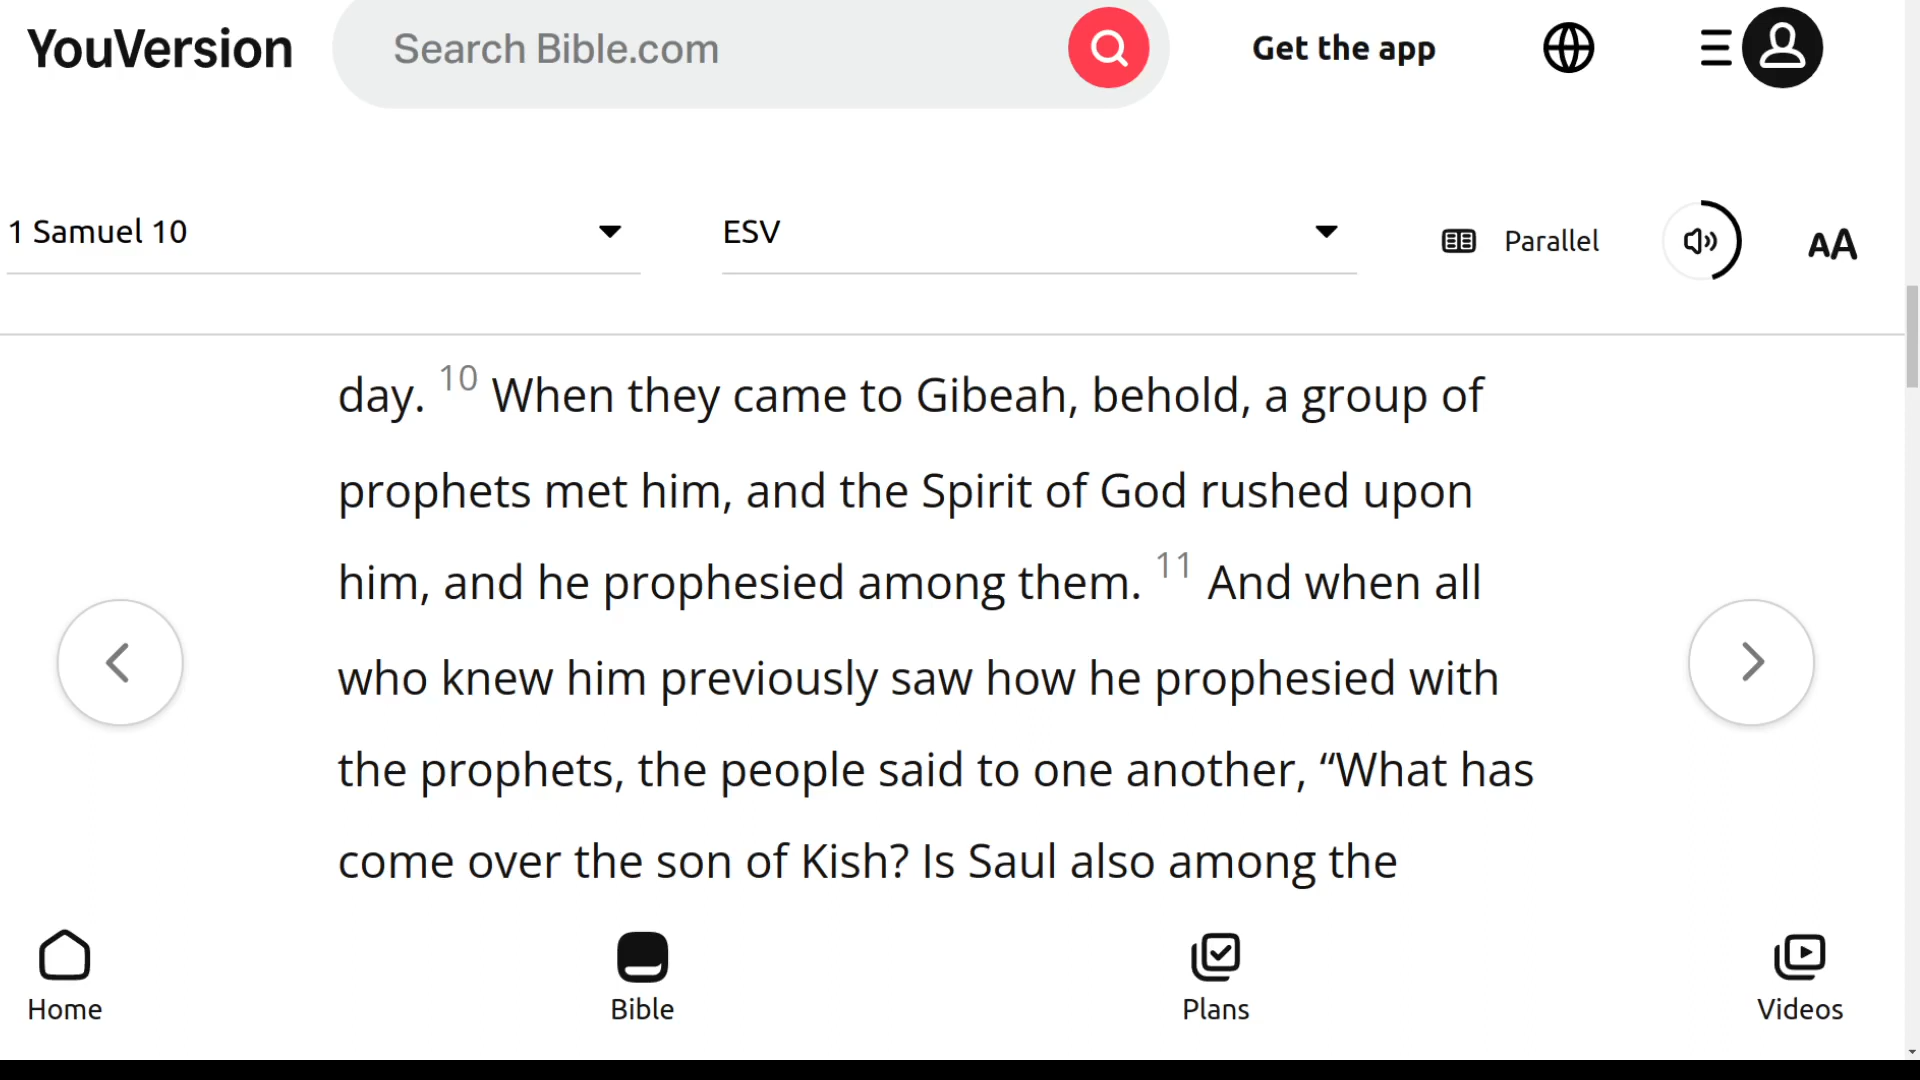 YouVersion Search Bible.com Get the app
1 Samuel 10 ESV Parallel AA
day. 10 When they came to Gibeah, behold, a group of
prophets met him, and the Spirit of God rushed upon
him, and he prophesied among them. 11 And when all
who knew him previously saw how he prophesied with
the prophets, the people said to one another, “What has
come over the son of Kish? Is Saul also among the
Home Bible Plans Videos